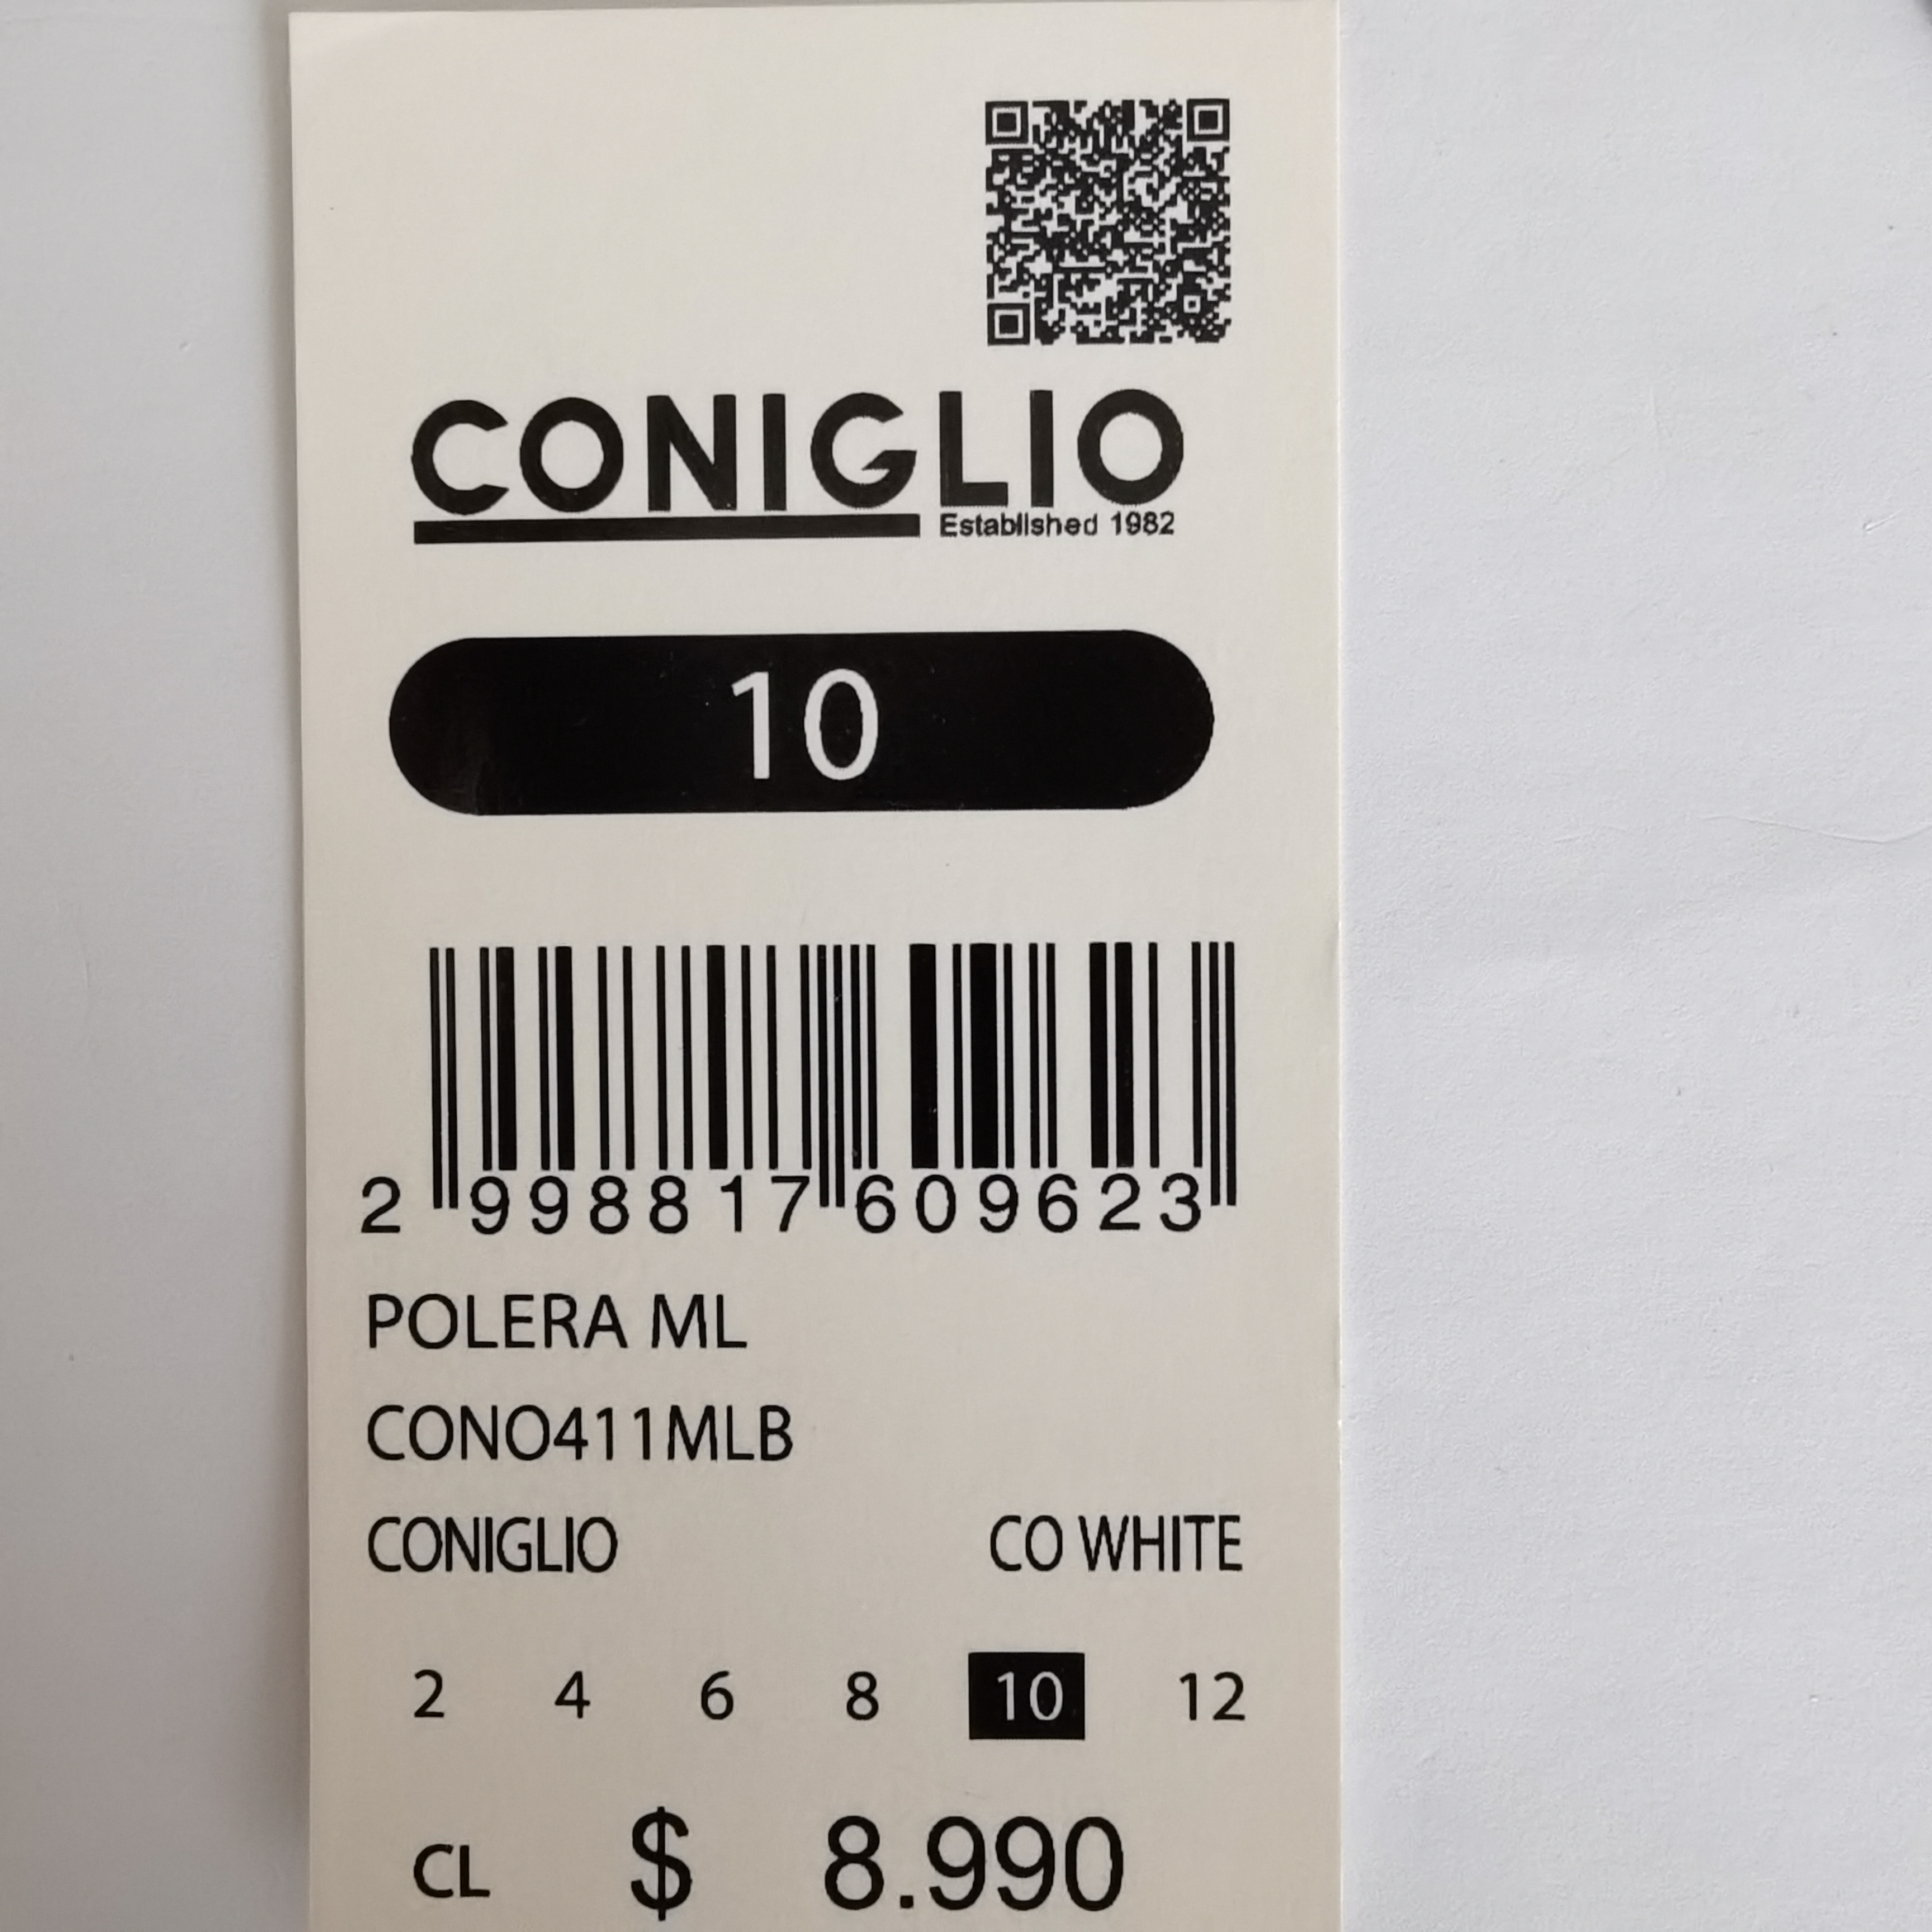 CONIGLIO
Established 1982
10
2 998817 609623
POLERA ML
CONO411MLB
CONIGLIO CO WHITE
2 4 6 8 10 12
CL $ 8.990